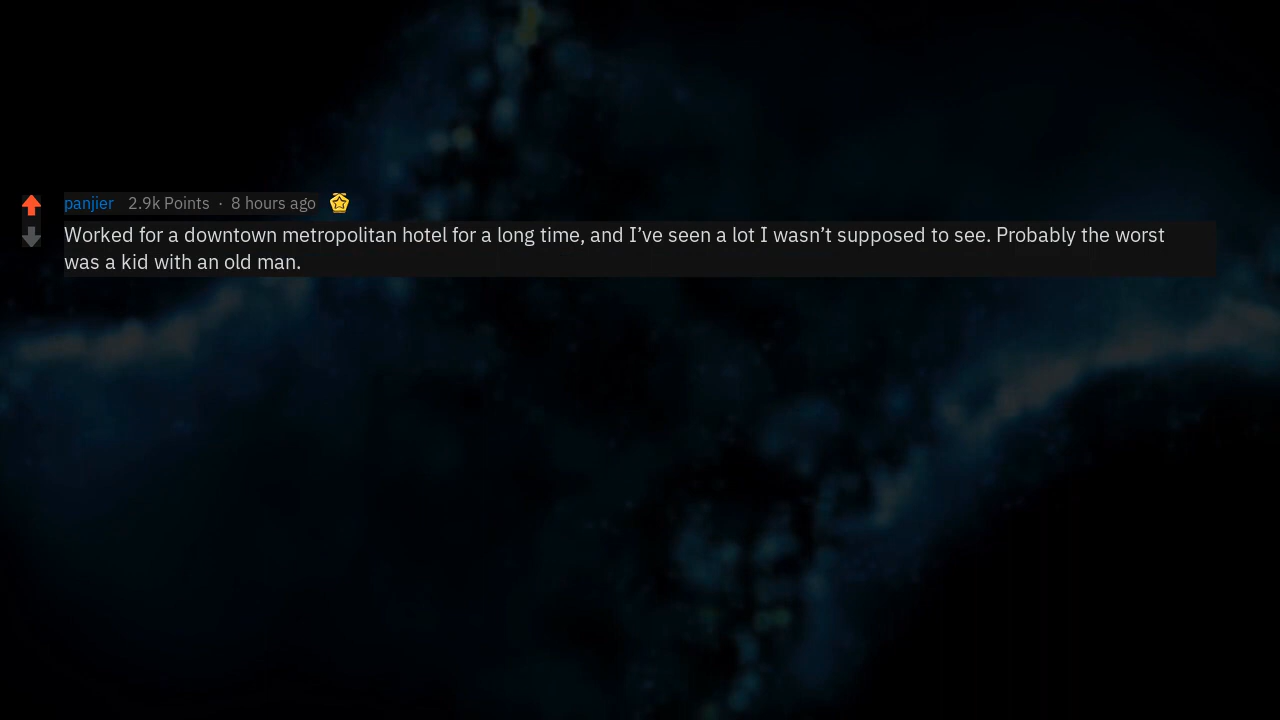 panjier 2.9k Points · 8 hours ago
Worked for a downtown metropolitan hotel for a long time, and I’ve seen a lot I wasn’t supposed to see. Probably the worst
was a kid with an old man.